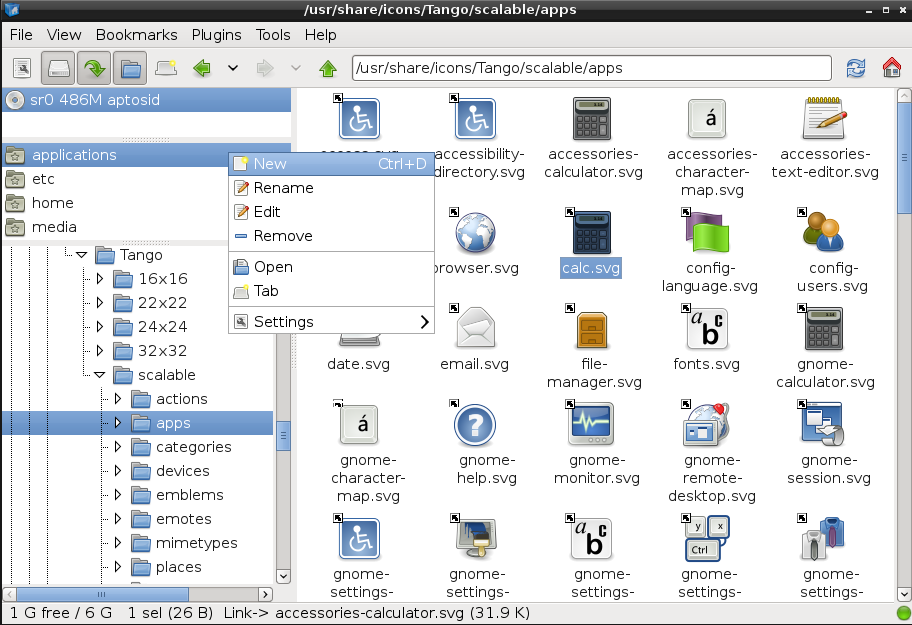 /usr/share/icons/Tango/scalable/apps
File View Bookmarks Plugins Tools Help
/usr/share/icons/Tango/scalable/apps
sr0 486M aptosid
applications
etc
home
media
New Ctrl+D
Rename
Edit
Remove
Open
Tab
Settings
Tango
16x16
22x22
24x24
32x32
scalable
actions
apps
categories
devices
emblems
emotes
mimetypes
places
accessibility-
directory.svg
accessories-
calculator.svg
á
accessories-
character-
map.svg
accessories-
text-editor.svg
browser.svg
calc.svg
config-
language.svg
config-
users.svg
date.svg
email.svg
file-
manager.svg
abc
fonts.svg
gnome-
calculator.svg
á
gnome-
character-
map.svg
?
gnome-
help.svg
gnome-
monitor.svg
gnome-
remote-
desktop.svg
gnome-
session.svg
gnome-
settings-
gnome-
settings-
abc
gnome-
settings-
y x
Ctrl
gnome-
settings-
gnome-
settings-
1 G free / 6 G 1 sel (26 B) Link-> accessories-calculator.svg (31.9 K)